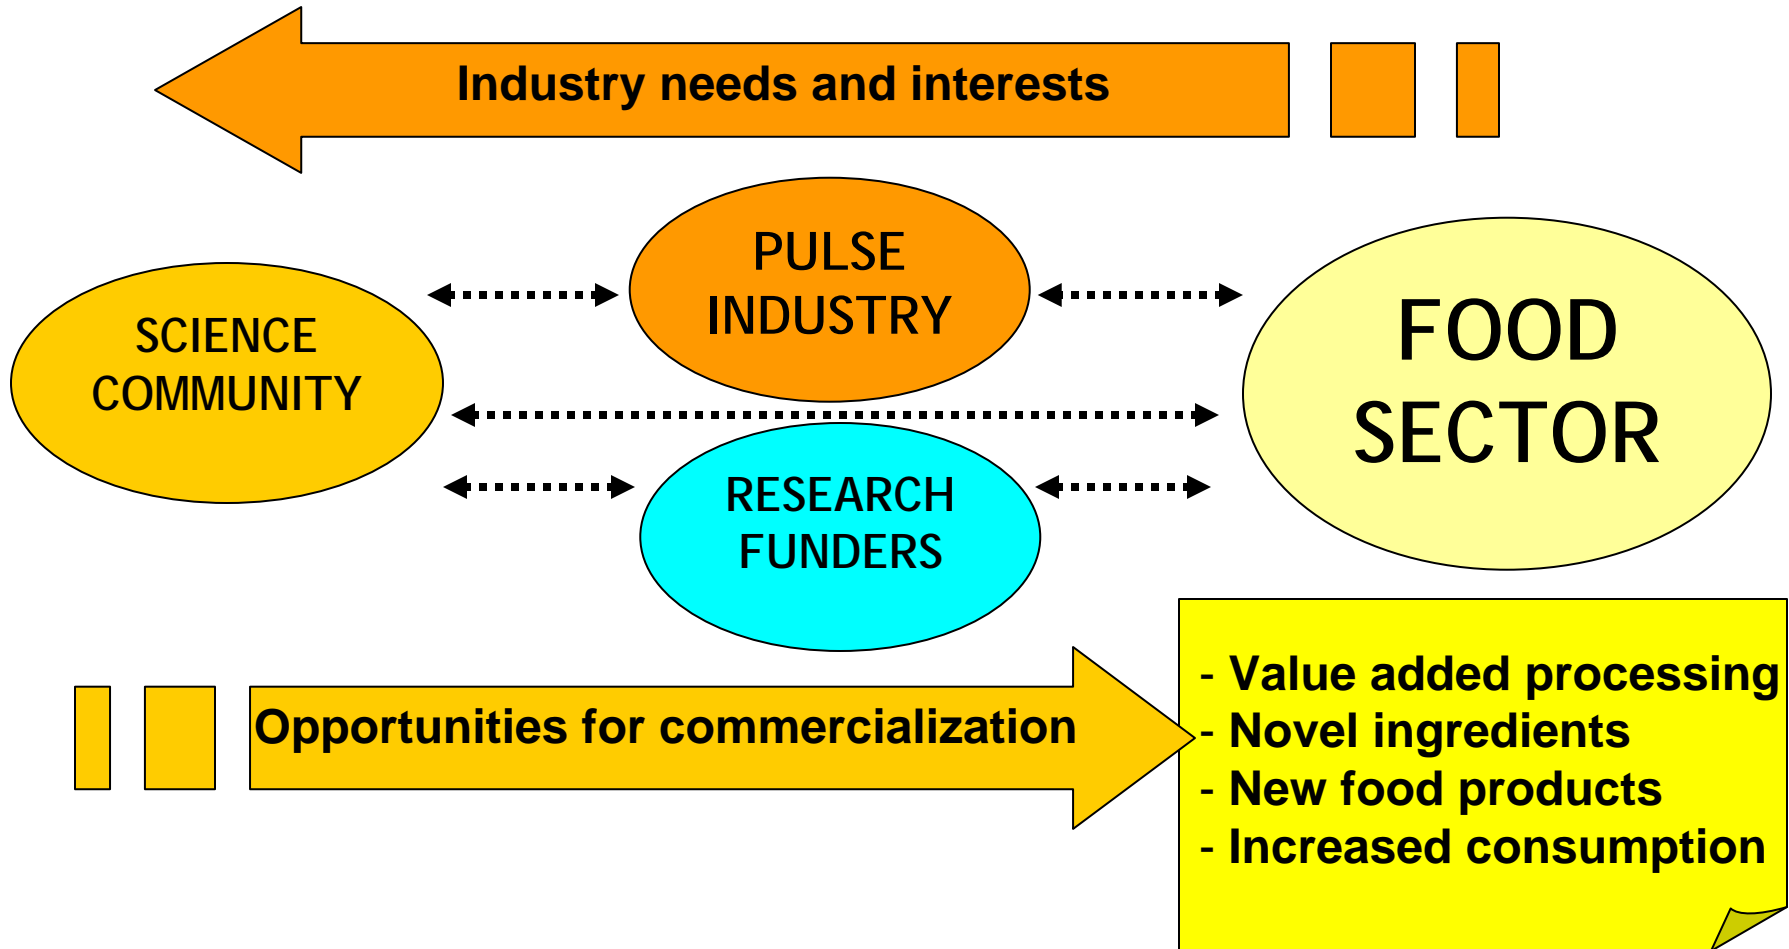 Industry needs and interests
PULSE
INDUSTRY
SCIENCE
COMMUNITY
FOOD
SECTOR
RESEARCH
FUNDERS
Opportunities for commercialization
- Value added processing
- Novel ingredients
- New food products
- Increased consumption